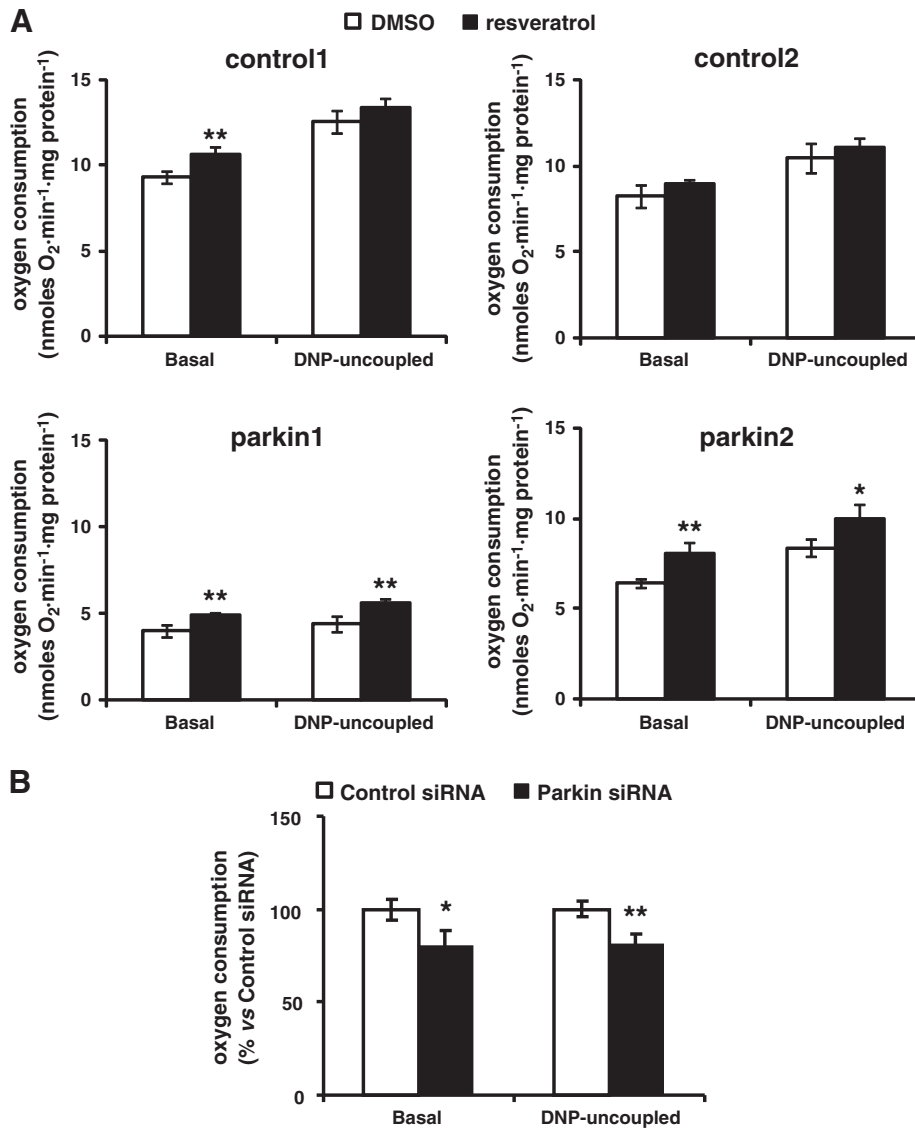 A
DMSO resveratrol
control1
oxygen consumption
(nmoles O₂·min⁻¹·mg protein⁻¹)
15
10
5
0
**
Basal DNP-uncoupled
control2
oxygen consumption
(nmoles O₂·min⁻¹·mg protein⁻¹)
15
10
5
0
Basal DNP-uncoupled
parkin1
oxygen consumption
(nmoles O₂·min⁻¹·mg protein⁻¹)
15
10
5
0
** **
Basal DNP-uncoupled
parkin2
oxygen consumption
(nmoles O₂·min⁻¹·mg protein⁻¹)
15
10
5
0
** *
Basal DNP-uncoupled
B
Control siRNA Parkin siRNA
oxygen consumption
(% vs Control siRNA)
150
100
50
0
* **
Basal DNP-uncoupled